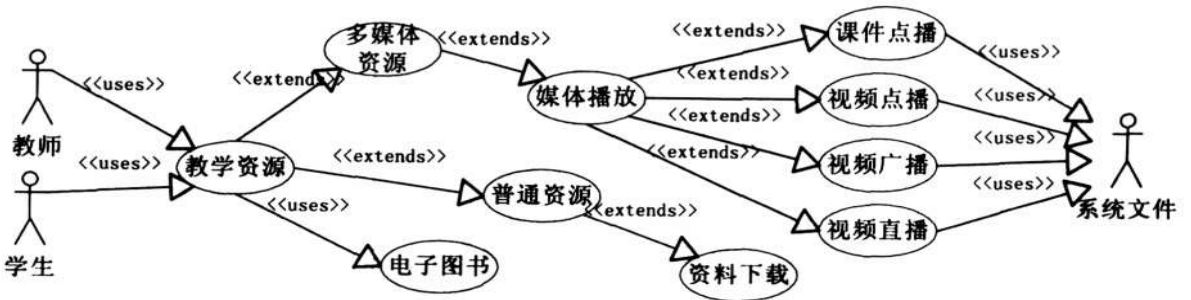 教师
学生
<<uses>>
<<uses>>
教学资源
<<extends>>
<<extends>>
<<uses>>
多媒体
资源
普通资源
电子图书
<<extends>>
<<extends>>
媒体播放
资料下载
<<extends>>
<<extends>>
<<extends>>
<<extends>>
课件点播
视频点播
视频广播
视频直播
<<uses>>
<<uses>>
<<uses>>
<<uses>>
系统文件